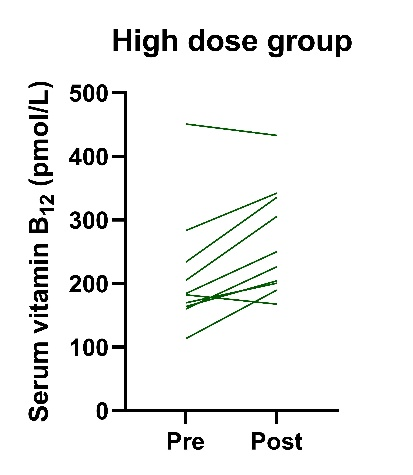 High dose group
Serum vitamin B₁₂ (pmol/L)
500
400
300
200
100
0
Pre Post